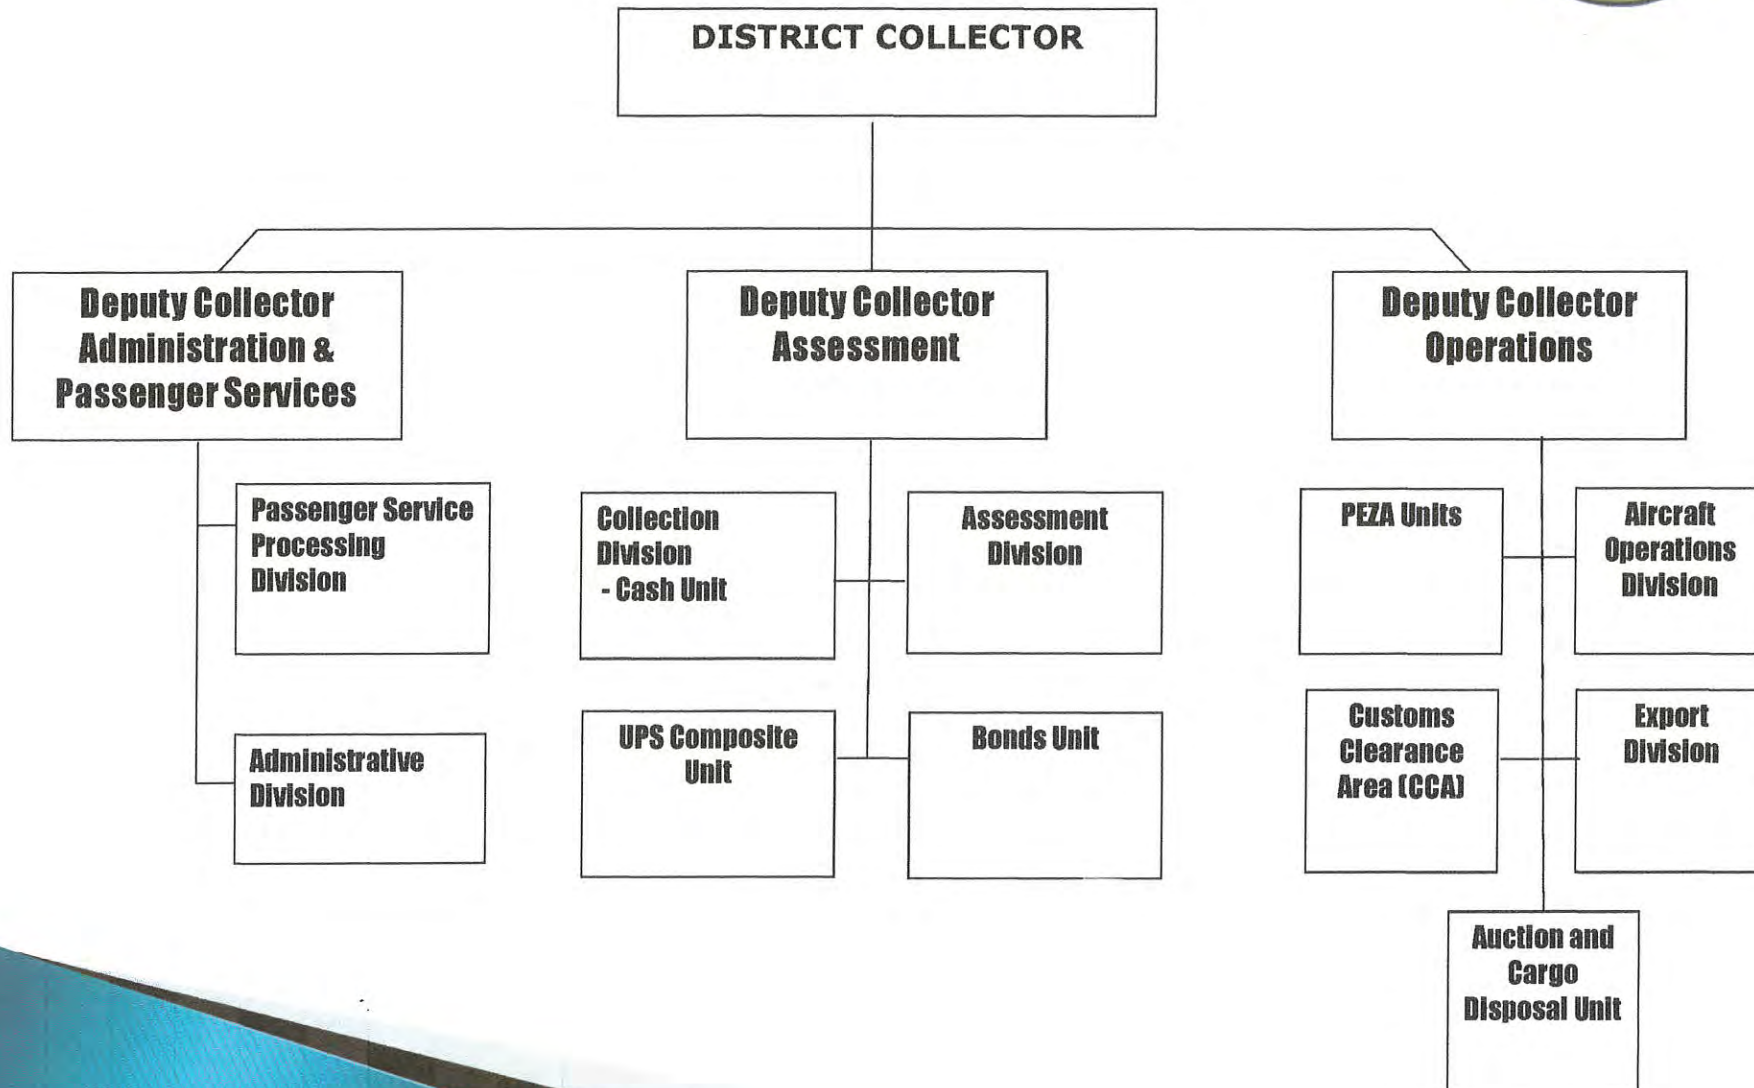 DISTRICT COLLECTOR
Deputy Collector
Administration &
Passenger Services
Deputy Collector
Assessment
Deputy Collector
Operations
Passenger Service
Processing
Division
Administrative
Division
Collection
Division
- Cash Unit
Assessment
Division
UPS Composite
Unit
Bonds Unit
PEZA Units
Aircraft
Operations
Division
Customs
Clearance
Area (CCA)
Export
Division
Auction and
Cargo
Disposal Unit